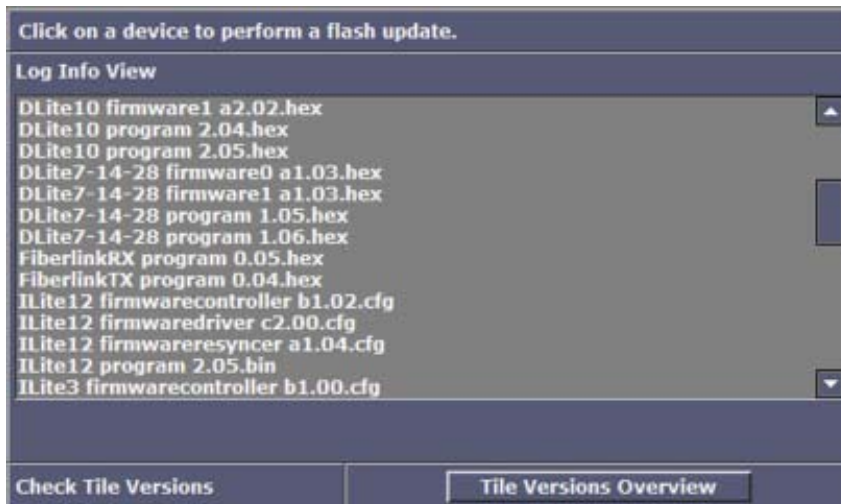 Click on a device to perform a flash update.
Log Info View
DLite10 firmware1 a2.02.hex
DLite10 program 2.04.hex
DLite10 program 2.05.hex
DLite7-14-28 firmware0 a1.03.hex
DLite7-14-28 firmware1 a1.03.hex
DLite7-14-28 program 1.05.hex
DLite7-14-28 program 1.06.hex
FiberlinkRX program 0.05.hex
FiberlinkTX program 0.04.hex
ILite12 firmwarecontroller b1.02.cfg
ILite12 firmwaredriver c2.00.cfg
ILite12 firmwareresyncer a1.04.cfg
ILite12 program 2.05.bin
ILite3 firmwarecontroller b1.00.cfg
Check Tile Versions
Tile Versions Overview